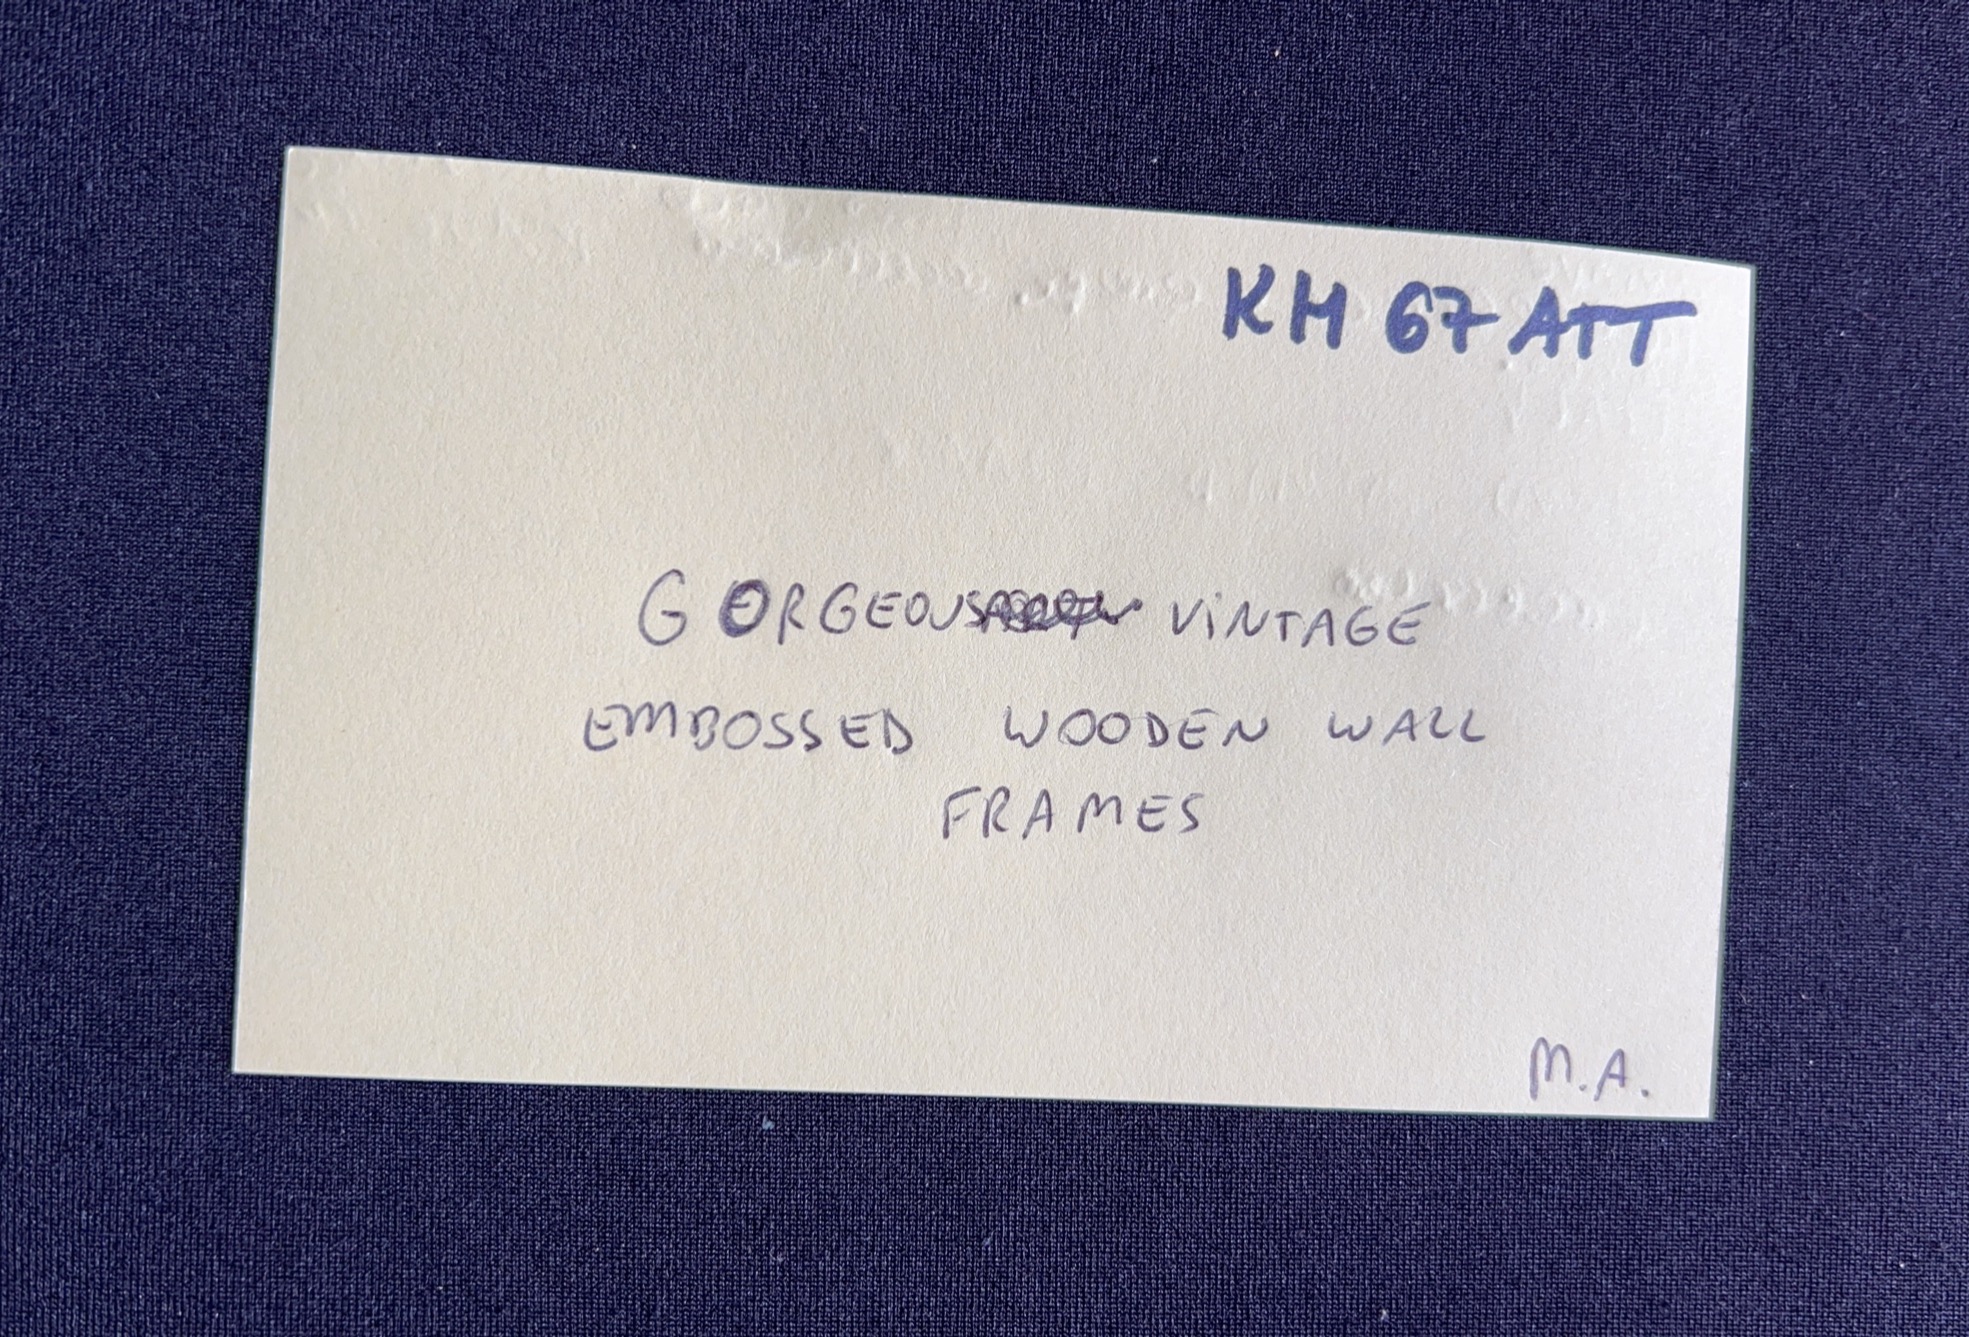 KH 67 ATT
GORGEOUS VINTAGE
EMBOSSED WOODEN WALL
FRAMES
M.A.